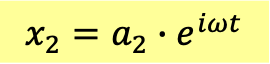 x₂ = a₂ · e^{iωt}